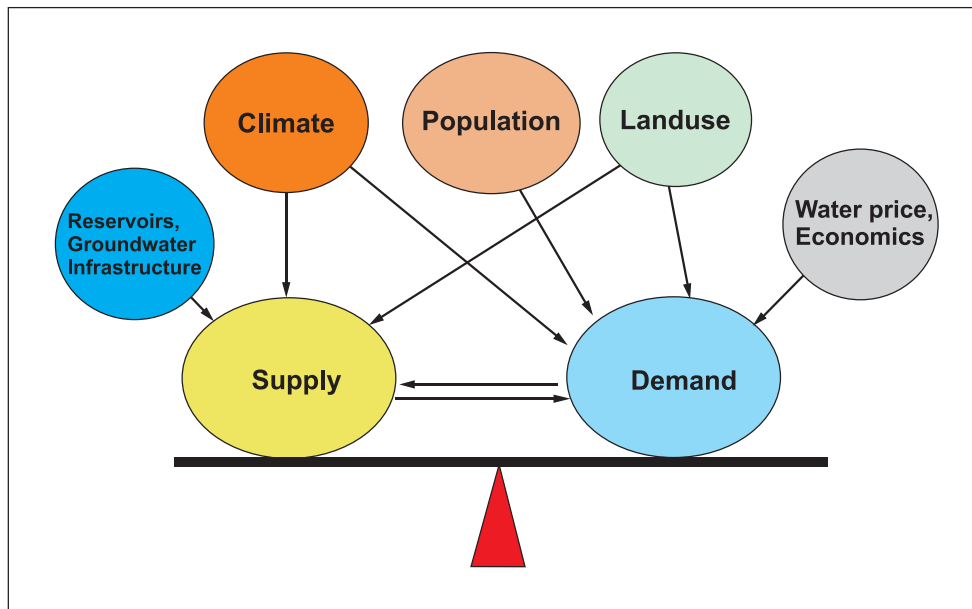 Climate
Population
Landuse
Reservoirs,
Groundwater
Infrastructure
Water price,
Economics
Supply
Demand